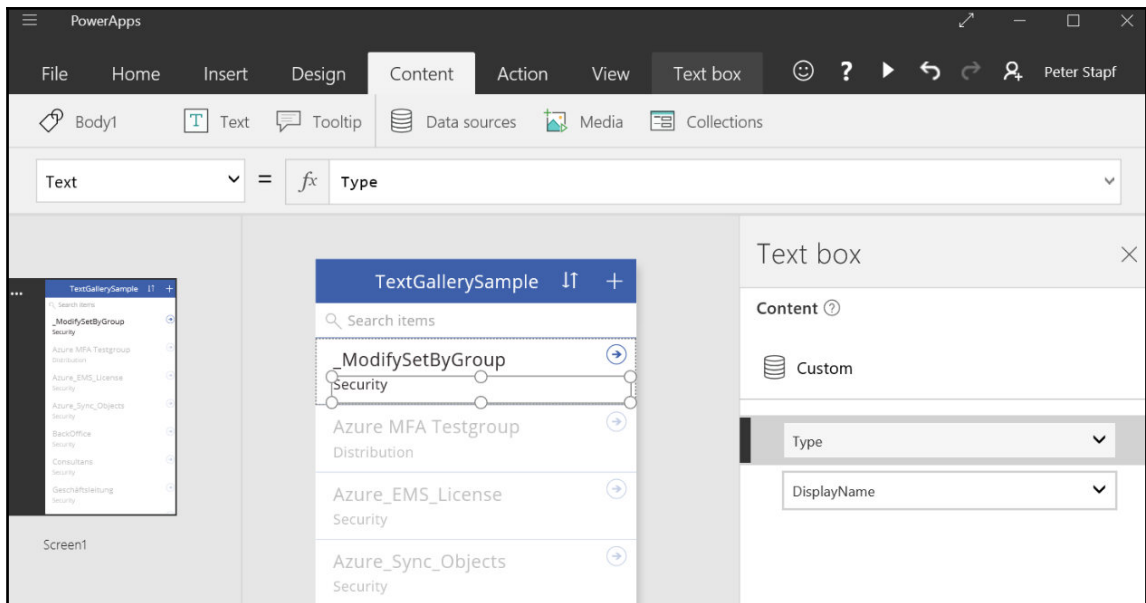 PowerApps
File Home Insert Design Content Action View Text box ? Peter Stapf
Body1 Text Tooltip Data sources Media Collections
Text = fx Type
TextGallerySample
Search items
_ModifySetByGroup
Security
Azure MFA Testgroup
Distribution
Azure_EMS_License
Security
Azure_Sync_Objects
Security
BackOffice
Security
Consultans
Security
Geschäftsleitung
Security
Screen1
TextGallerySample
Search items
_ModifySetByGroup
Security
Azure MFA Testgroup
Distribution
Azure_EMS_License
Security
Azure_Sync_Objects
Security
Text box
Content ?
Custom
Type
DisplayName